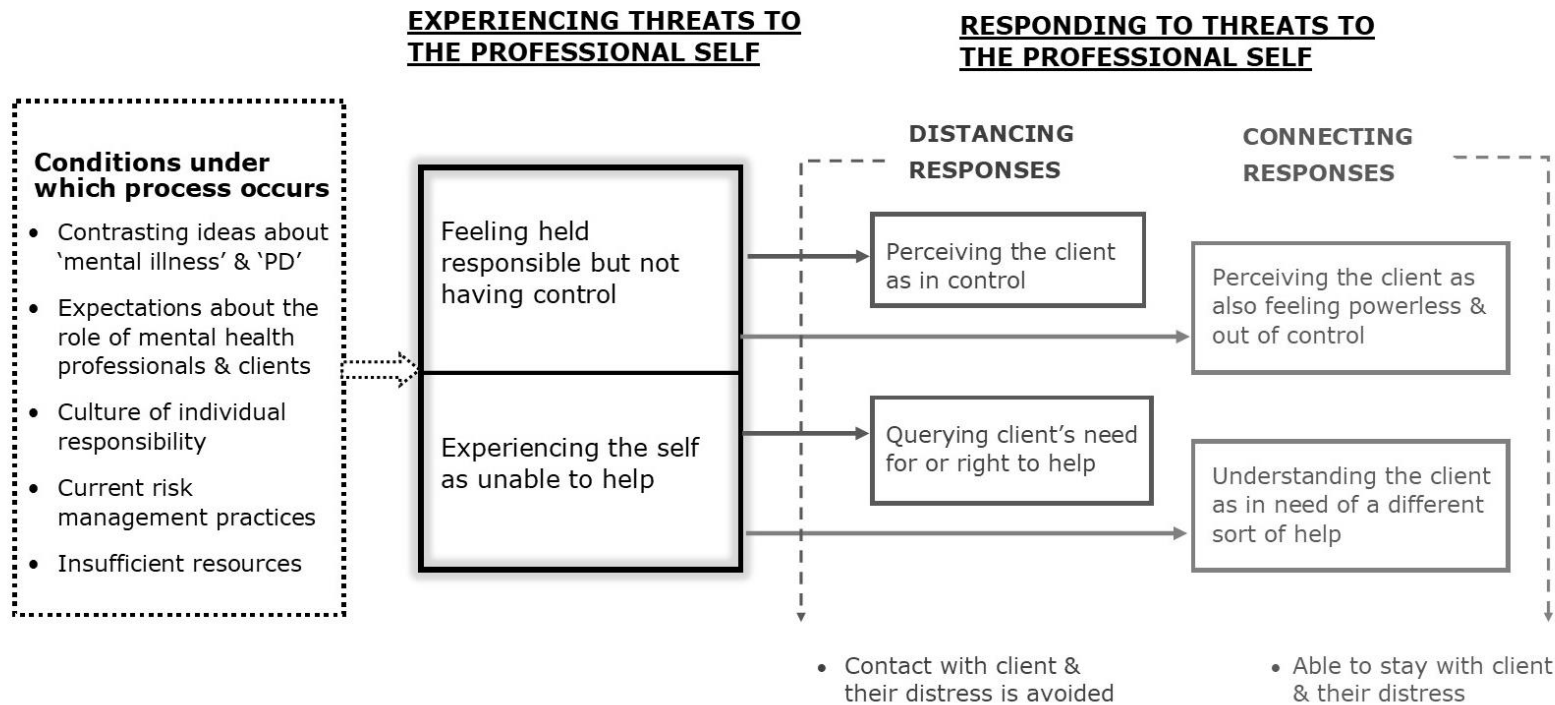 EXPERIENCING THREATS TO
THE PROFESSIONAL SELF
RESPONDING TO THREATS TO
THE PROFESSIONAL SELF
Conditions under
which process occurs
• Contrasting ideas about
‘mental illness’ & ‘PD’
• Expectations about the
role of mental health
professionals & clients
• Culture of individual
responsibility
• Current risk
management practices
• Insufficient resources
Feeling held
responsible but not
having control
Experiencing the self
as unable to help
DISTANCING
RESPONSES
Perceiving the client
as in control
Querying client’s need
for or right to help
• Contact with client &
their distress is avoided
CONNECTING
RESPONSES
Perceiving the client as
also feeling powerless &
out of control
Understanding the client
as in need of a different
sort of help
• Able to stay with client
& their distress